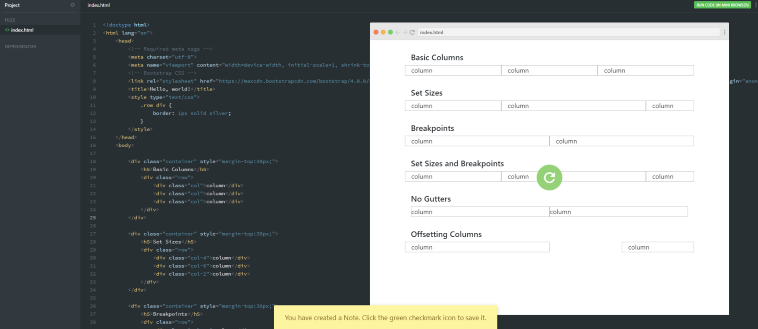 Project
index.html
RUN CODE (IN MINI BROWSER)
FILES
index.html
DEPENDENCIES
1 <!doctype html>
2 <html lang="en">
3 <head>
4 <!-- Required meta tags -->
5 <meta charset="utf-8">
6 <meta name="viewport" content="width=device-width, initial-scale=1, shrink-to
7 <!-- Bootstrap CSS -->
8 <link rel="stylesheet" href="https://maxcdn.bootstrapcdn.com/bootstrap/4.0.0/
9 <title>Hello, world!</title>
10 <style type="text/css">
11 .row div {
12 border: 1px solid silver;
13 }
14 </style>
15 </head>
16 <body>
17
18 <div class="container" style="margin-top:30px;">
19 <h5>Basic Columns</h5>
20 <div class="row">
21 <div class="col">column</div>
22 <div class="col">column</div>
23 <div class="col">column</div>
24 </div>
25 </div>
26
27 <div class="container" style="margin-top:30px;">
28 <h5>Set Sizes</h5>
29 <div class="row">
30 <div class="col-4">column</div>
31 <div class="col-6">column</div>
32 <div class="col-2">column</div>
33 </div>
34 </div>
35
36 <div class="container" style="margin-top:30px;">
37 <h5>Breakpoints</h5>
38 <div class="row">
index.html
Basic Columns
column column column
Set Sizes
column column column
Breakpoints
column column
Set Sizes and Breakpoints
column column column
No Gutters
column column
Offsetting Columns
column column
You have created a Note. Click the green checkmark icon to save it.